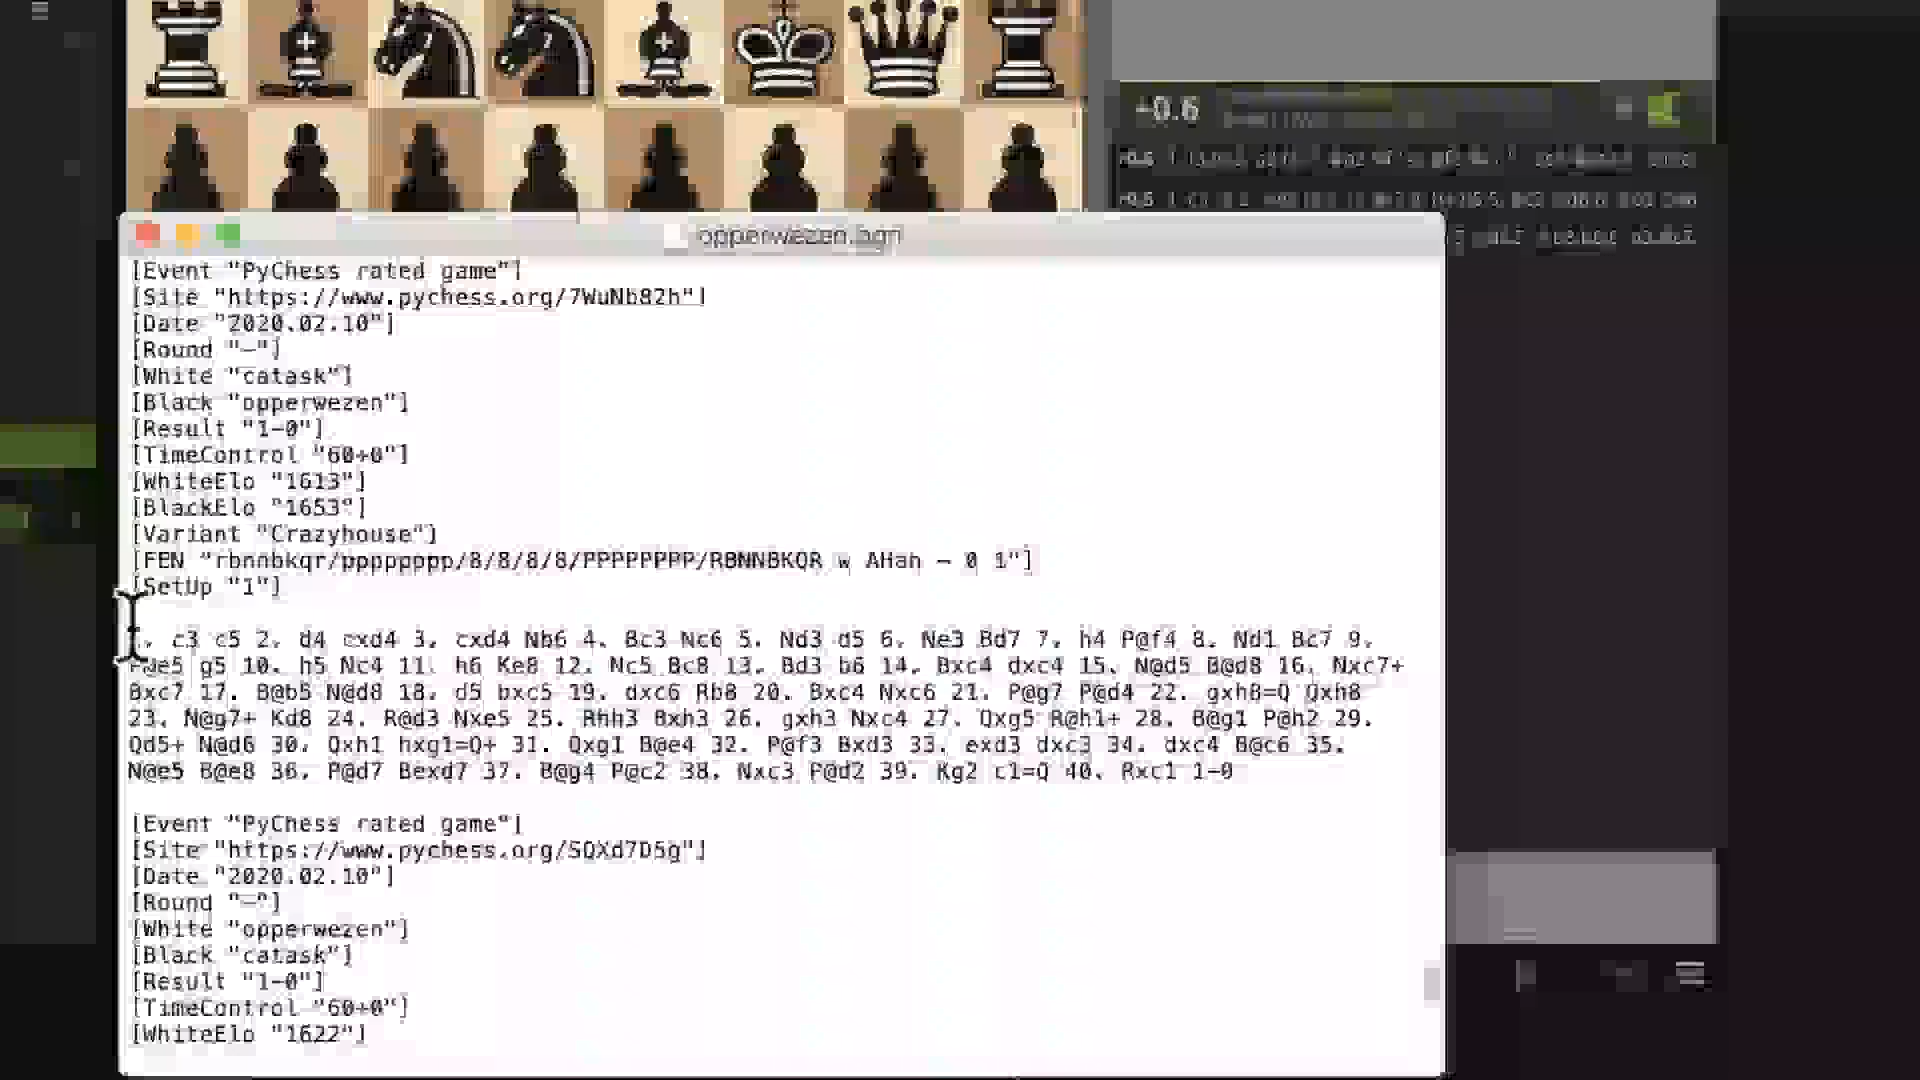 +0.6
opperwezen.pgn
[Event "PyChess rated game"]
[Site "https://www.pychess.org/7WuNb82h"]
[Date "2020.02.10"]
[Round "-"]
[White "catask"]
[Black "opperwezen"]
[Result "1-0"]
[TimeControl "60+0"]
[WhiteElo "1613"]
[BlackElo "1653"]
[Variant "Crazyhouse"]
[FEN "rbnnbkqr/pppppppp/8/8/8/8/PPPPPPPP/RBNNBKQR w AHah - 0 1"]
[SetUp "1"]
c3 c5 2. d4 cxd4 3. cxd4 Nb6 4. Bc3 Nc6 5. Nd3 d5 6. Ne3 Bd7 7. h4 P@f4 8. Nd1 Bc7 9.
P@e5 g5 10. h5 Nc4 11. h6 Ke8 12. Nc5 Bc8 13. Bd3 b6 14. Bxc4 dxc4 15. N@d5 B@d8 16. Nxc7+
Bxc7 17. B@b5 N@d8 18. d5 bxc5 19. dxc6 Rb8 20. Bxc4 Nxc6 21. P@g7 P@d4 22. gxh8=Q Qxh8
23. N@g7+ Kd8 24. R@d3 Nxe5 25. Rhh3 Bxh3 26. gxh3 Nxc4 27. Qxg5 R@h1+ 28. B@g1 P@h2 29.
Qd5+ N@d6 30. Qxh1 hxg1=Q+ 31. Qxg1 B@e4 32. P@f3 Bxd3 33. exd3 dxc3 34. dxc4 B@c6 35.
N@e5 B@e8 36. P@d7 Bexd7 37. B@g4 P@c2 38. Nxc3 P@d2 39. Kg2 c1=Q 40. Rxc1 1-0
[Event "PyChess rated game"]
[Site "https://www.pychess.org/SQXd7D5g"]
[Date "2020.02.10"]
[Round "-"]
[White "opperwezen"]
[Black "catask"]
[Result "1-0"]
[TimeControl "60+0"]
[WhiteElo "1622"]